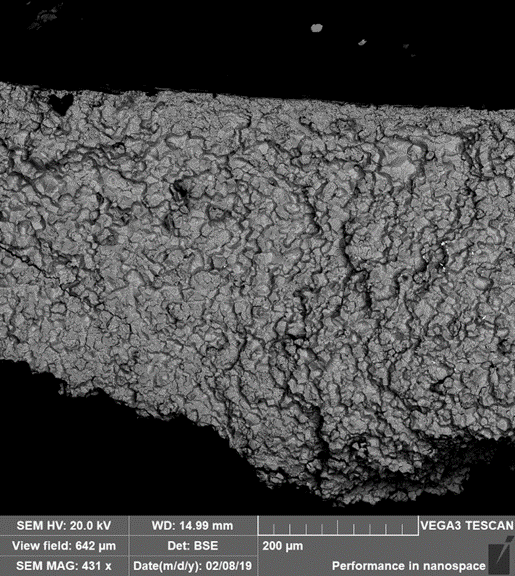 SEM HV: 20.0 kV WD: 14.99 mm VEGA3 TESCAN
View field: 642 µm Det: BSE 200 µm
SEM MAG: 431 x Date(m/d/y): 02/08/19 Performance in nanospace